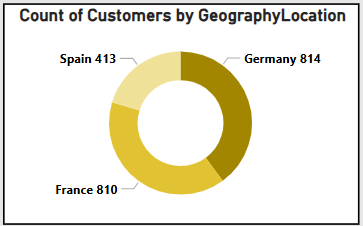 Count of Customers by GeographyLocation
Spain 413
Germany 814
France 810